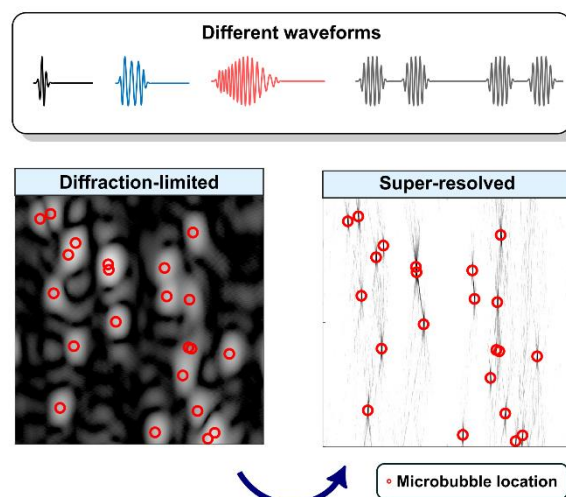 Different waveforms
Diffraction-limited
Super-resolved
Microbubble location